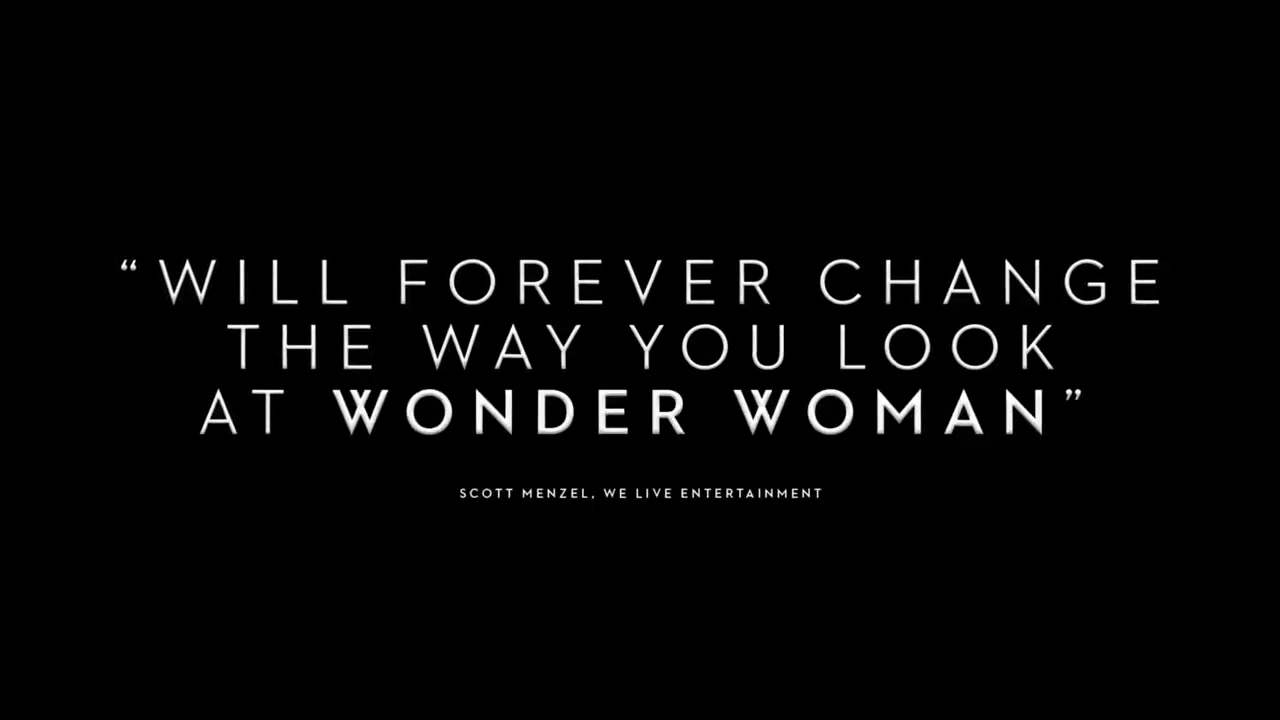 “WILL FOREVER CHANGE
THE WAY YOU LOOK
AT WONDER WOMAN”
SCOTT MENZEL, WE LIVE ENTERTAINMENT